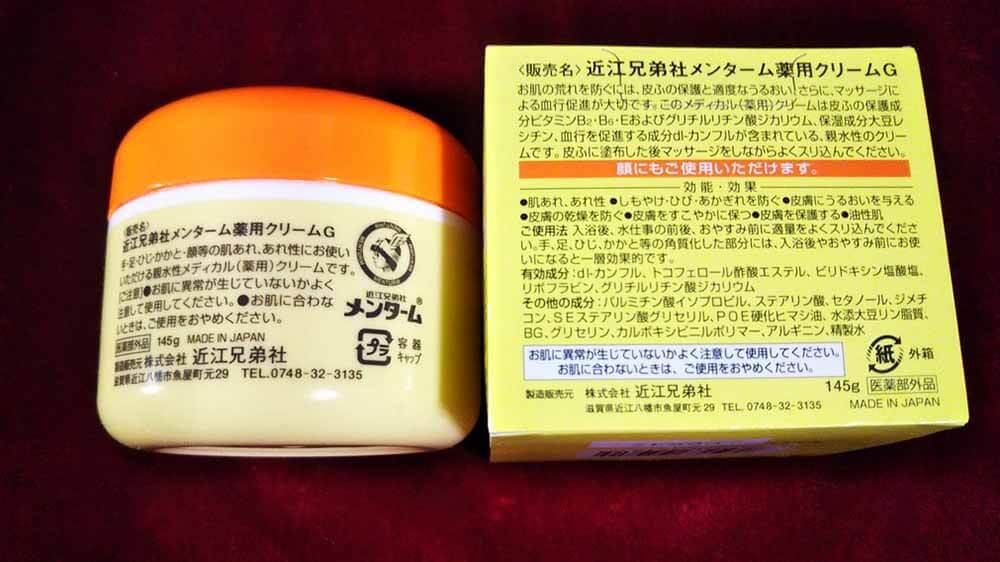 〈販売名〉
近江兄弟社メンターム薬用クリームG
手・足・ひじ・かかと・顔等の肌あれ、あれ性にお使い
いただける親水性メディカル(薬用)クリームです。
【ご注意】●お肌に異常が生じていないかよく
注意して使用してください。●お肌に合わな
いときは、ご使用をおやめください。
近江兄弟社
メンターム®
医薬部外品 145g MADE IN JAPAN
製造販売元 株式会社 近江兄弟社
滋賀県近江八幡市魚屋町元29 TEL.0748-32-3135
プラ 容器
キャップ
〈販売名〉近江兄弟社メンターム薬用クリームG
お肌の荒れを防ぐには、皮ふの保護と適度なうるおい、さらに、マッサージに
よる血行促進が大切です。このメディカル(薬用)クリームは皮ふの保護成
分ビタミンB₂・B₆・Eおよびグリチルリチン酸ジカリウム、保湿成分大豆レ
シチン、血行を促進する成分dl-カンフルが含まれている、親水性のクリー
ムです。皮ふに塗布した後マッサージをしながらよくスリ込んでください。
顔にもご使用いただけます。
効能・効果
●肌あれ、あれ性 ●しもやけ・ひび・あかぎれを防ぐ ●皮膚にうるおいを与える
●皮膚の乾燥を防ぐ ●皮膚をすこやかに保つ ●皮膚を保護する ●油性肌
ご使用法 入浴後、水仕事の前後、おやすみ前に適量をよくスリ込んでくださ
い。手、足、ひじ、かかと等の角質化した部分には、入浴後やおやすみ前にお使
いになると一層効果的です。
有効成分:dl-カンフル、トコフェロール酢酸エステル、ピリドキシン塩酸塩、
リボフラビン、グリチルリチン酸ジカリウム
その他の成分:パルミチン酸イソプロピル、ステアリン酸、セタノール、ジメチ
コン、SEステアリン酸グリセリル、POE硬化ヒマシ油、水添大豆リン脂質、
BG、グリセリン、カルボキシビニルポリマー、アルギニン、精製水
お肌に異常が生じていないかよく注意して使用してください。
お肌に合わないときは、ご使用をおやめください。
紙 外箱
製造販売元 株式会社 近江兄弟社
滋賀県近江八幡市魚屋町元29 TEL. 0748-32-3135
145g 医薬部外品
MADE IN JAPAN